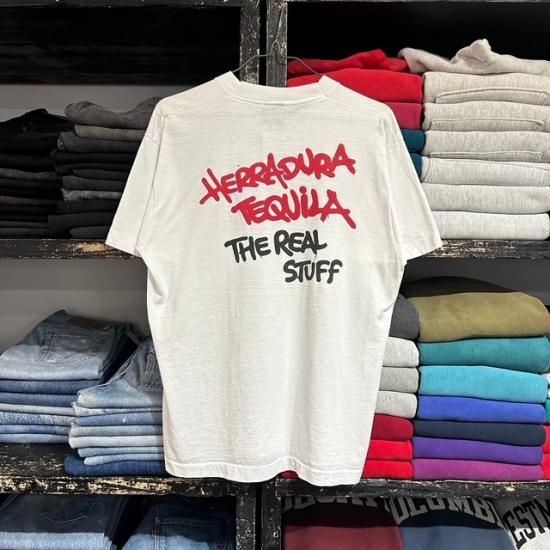 HERRADURA
TEQUILA
THE REAL
STUFF